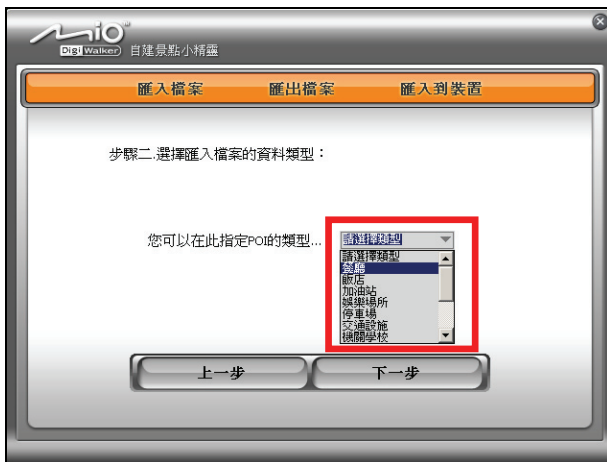 Mio
DigiWalker 自建景點小精靈
匯入檔案 匯出檔案 匯入到裝置
步驟二.選擇匯入檔案的資料類型：
您可以在此指定POI的類型... 請選擇類型
請選擇類型
餐廳
飯店
加油站
娛樂場所
停車場
交通設施
機關學校
上一步 下一步